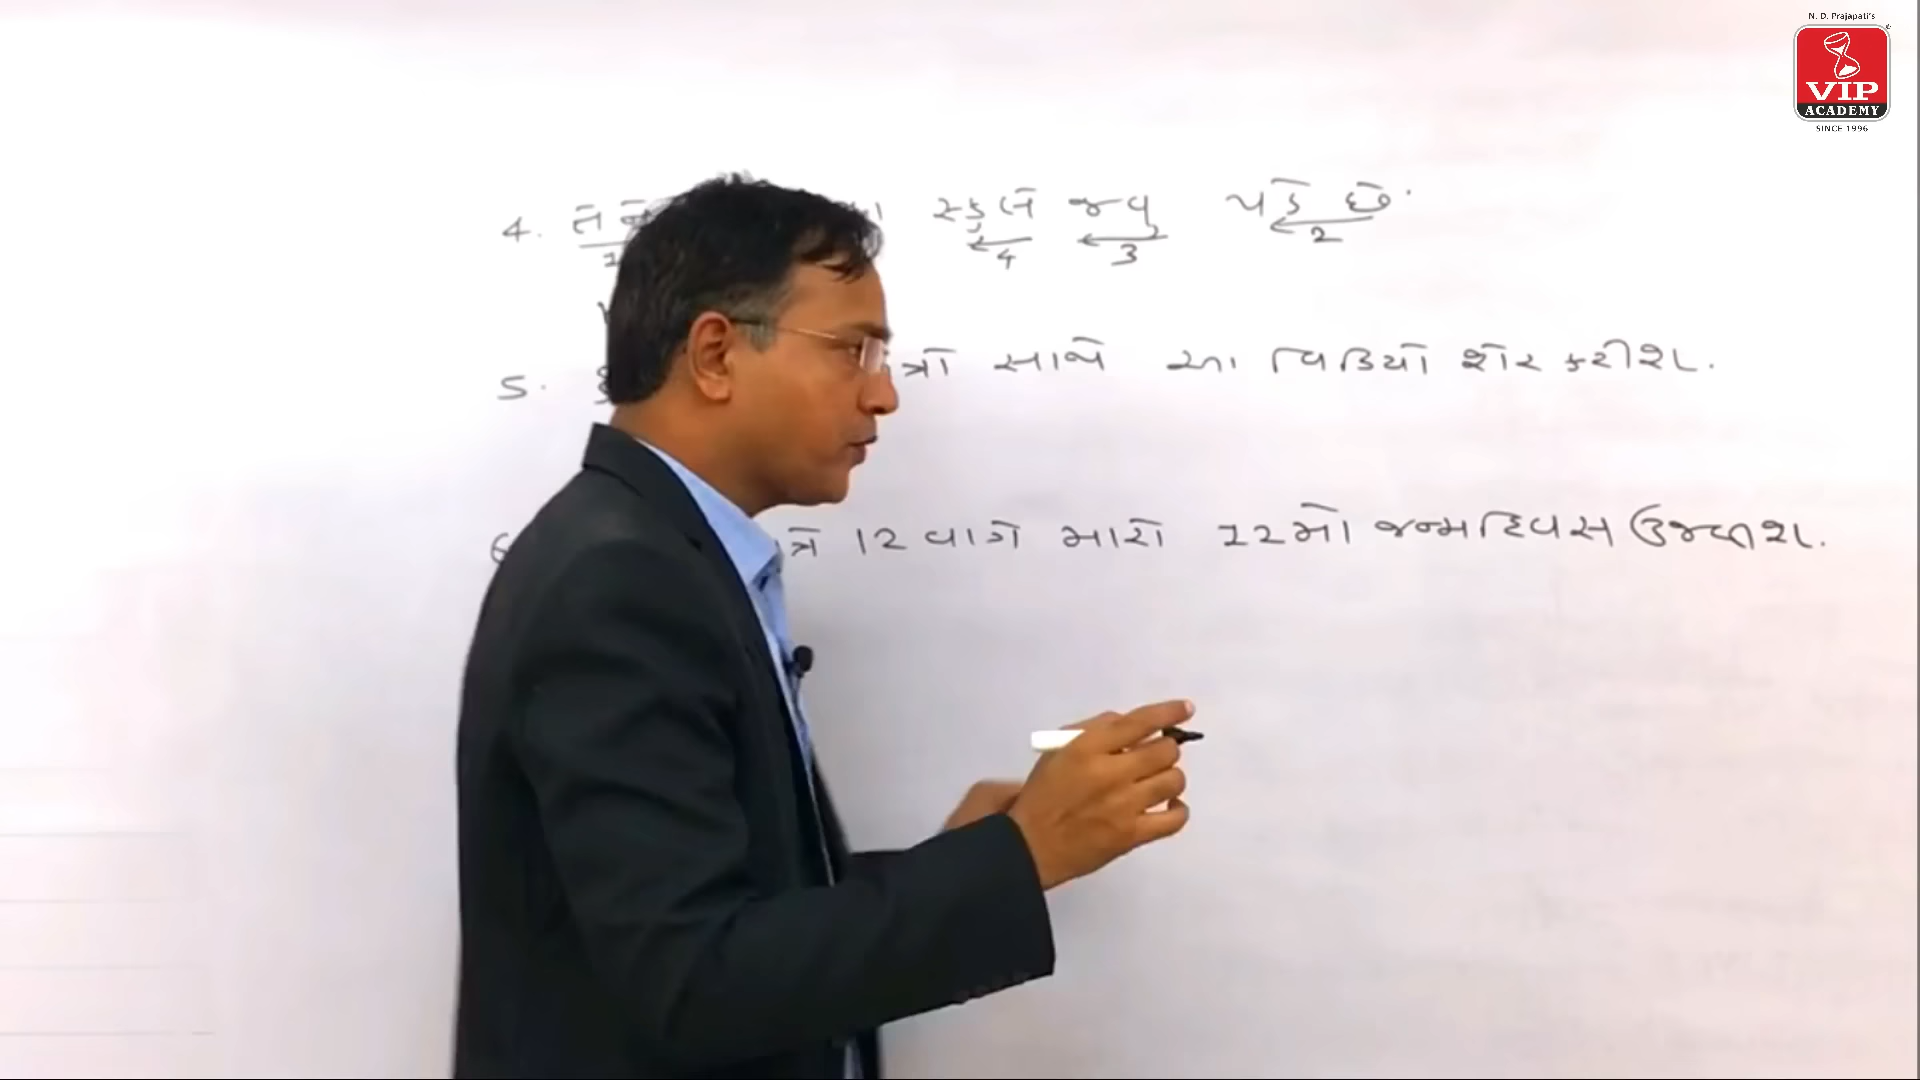 N. D. Prajapati's
VIP
ACADEMY
SINCE 1996
4. તેને સ્કુલે જવુ પડે છે.
4 3 2
5. સાથે આ વિડિયો શેર કરીશ.
12 વાગે મારો 22મો જન્મદિવસ ઉજવીશ.